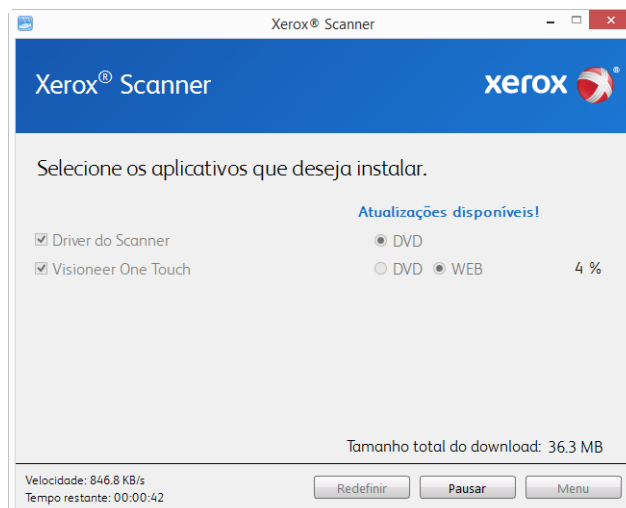 Xerox® Scanner
Xerox® Scanner
xerox®
Selecione os aplicativos que deseja instalar.
Atualizações disponíveis!
Driver do Scanner DVD
Visioneer One Touch DVD WEB 4 %
Tamanho total do download: 36.3 MB
Velocidade: 846.8 KB/s
Tempo restante: 00:00:42
Redefinir Pausar Menu